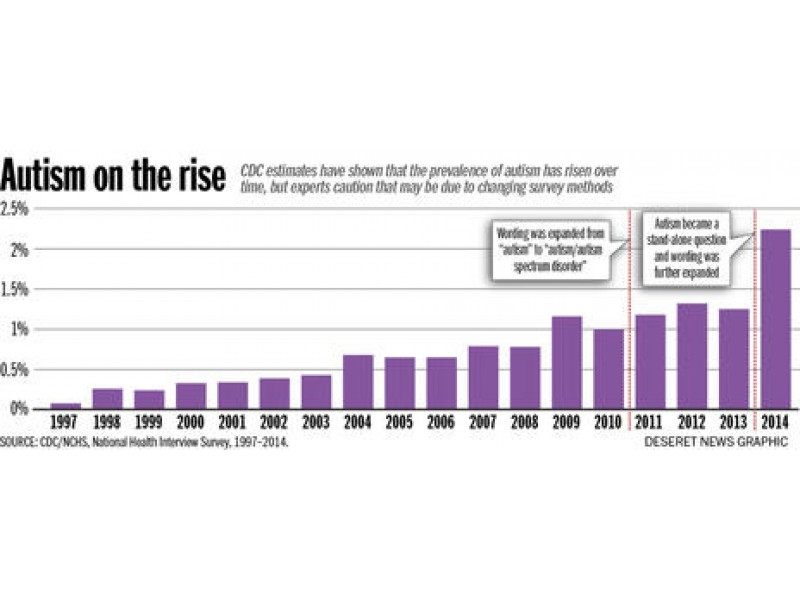 Autism on the rise
CDC estimates have shown that the prevalence of autism has risen over
time, but experts caution that may be due to changing survey methods
2.5%
2%
1.5%
1%
0.5%
0%
Wording was expanded from
"autism" to "autism/autism
spectrum disorder"
Autism became a
stand-alone question
and wording was
further expanded
1997 1998 1999 2000 2001 2002 2003 2004 2005 2006 2007 2008 2009 2010 2011 2012 2013 2014
SOURCE: CDC/NCHS, National Health Interview Survey, 1997–2014.
DESERET NEWS GRAPHIC